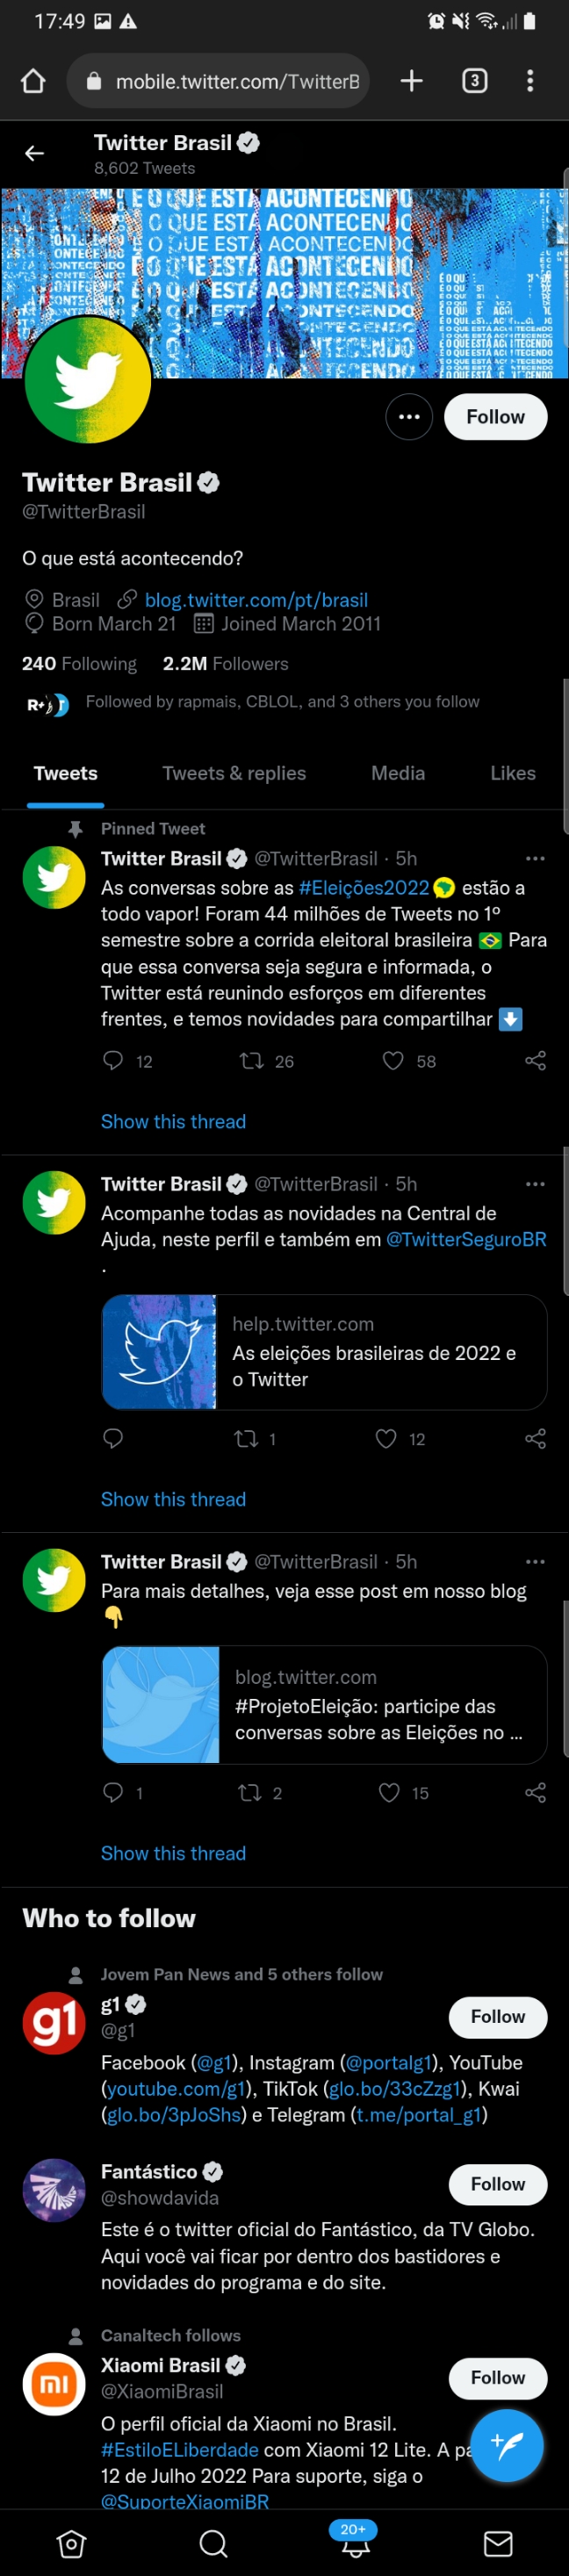 17:49
mobile.twitter.com/TwitterB
3
Twitter Brasil
8,602 Tweets
É O QUE ESTÁ ACONTECENDO
É O QUE ESTÁ ACONTECENDO
É O QUE ESTÁ ACONTECENDO
Follow
Twitter Brasil
@TwitterBrasil
O que está acontecendo?
Brasil blog.twitter.com/pt/brasil
Born March 21 Joined March 2011
240 Following 2.2M Followers
Followed by rapmais, CBLOL, and 3 others you follow
Tweets Tweets & replies Media Likes
Pinned Tweet
Twitter Brasil @TwitterBrasil · 5h
As conversas sobre as #Eleições2022 estão a
todo vapor! Foram 44 milhões de Tweets no 1º
semestre sobre a corrida eleitoral brasileira 🇧🇷 Para
que essa conversa seja segura e informada, o
Twitter está reunindo esforços em diferentes
frentes, e temos novidades para compartilhar ⬇️
12 26 58
Show this thread
Twitter Brasil @TwitterBrasil · 5h
Acompanhe todas as novidades na Central de
Ajuda, neste perfil e também em @TwitterSeguroBR
.
help.twitter.com
As eleições brasileiras de 2022 e
o Twitter
1 12
Show this thread
Twitter Brasil @TwitterBrasil · 5h
Para mais detalhes, veja esse post em nosso blog
👇
blog.twitter.com
#ProjetoEleição: participe das
conversas sobre as Eleições no ...
1 2 15
Show this thread
Who to follow
Jovem Pan News and 5 others follow
g1
g1
@g1
Follow
Facebook (@g1), Instagram (@portalg1), YouTube
(youtube.com/g1), TikTok (glo.bo/33cZzg1), Kwai
(glo.bo/3pJoShs) e Telegram (t.me/portal_g1)
Fantástico
@showdavida
Follow
Este é o twitter oficial do Fantástico, da TV Globo.
Aqui você vai ficar por dentro dos bastidores e
novidades do programa e do site.
Canaltech follows
Xiaomi Brasil
@XiaomiBrasil
Follow
O perfil oficial da Xiaomi no Brasil.
#EstiloELiberdade com Xiaomi 12 Lite. A pa
12 de Julho 2022 Para suporte, siga o
@SuporteXiaomiBR
20+